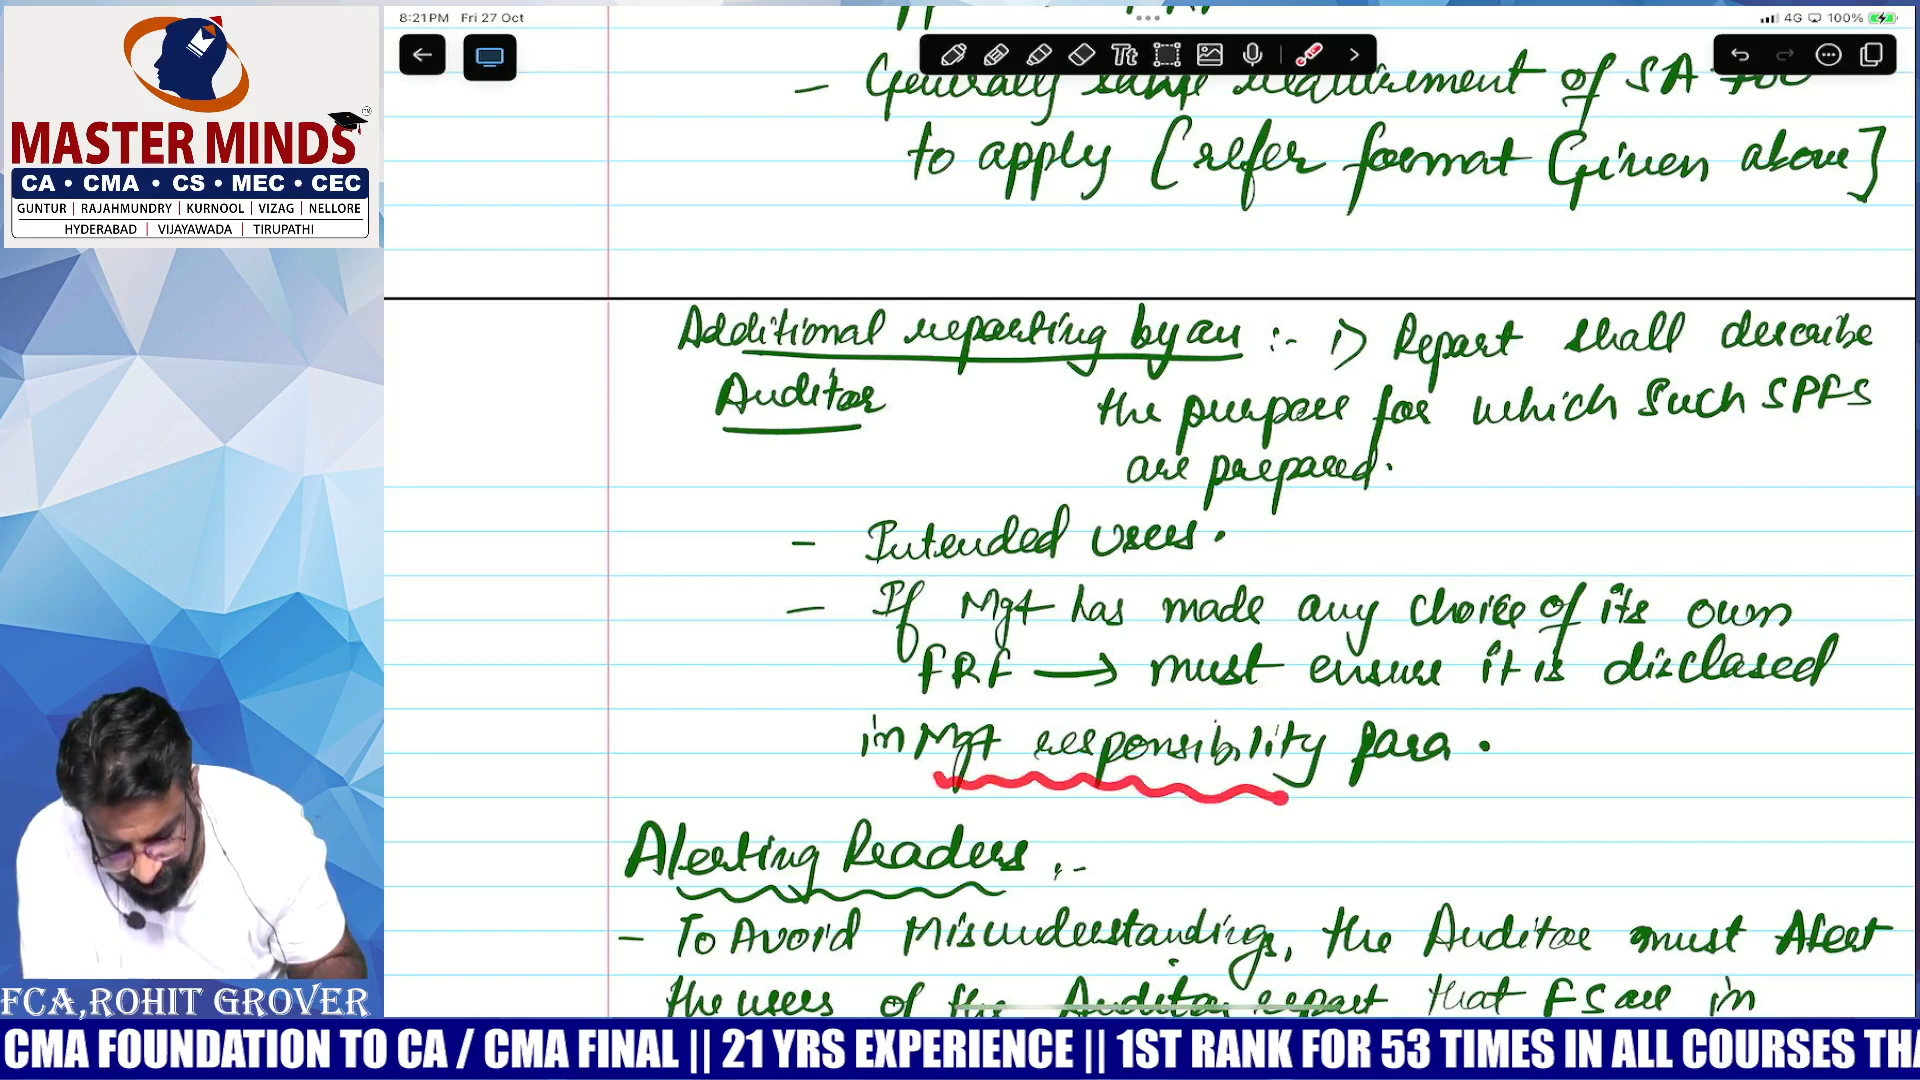 8:21 PM Fri 27 Oct
4G 100%
Tt
MASTER MINDS
CA • CMA • CS • MEC • CEC
GUNTUR | RAJAHMUNDRY | KURNOOL | VIZAG | NELLORE
HYDERABAD | VIJAYAWADA | TIRUPATHI
- Generally same requirement of SA 700
to apply [refer format Given above]
Additional reporting by an :- i) Report shall describe
Auditor the purpose for which Such SPFS
are prepared.
- Intended users.
- If Mgt has made any choice of its own
FRF → must ensure it is disclosed
in Mgt responsibility para.
Alerting Readers :-
- To Avoid Misunderstandings, the Auditor must Alert
the users of the Auditor report that FS are in
FCA,ROHIT GROVER
CMA FOUNDATION TO CA / CMA FINAL || 21 YRS EXPERIENCE || 1ST RANK FOR 53 TIMES IN ALL COURSES THA